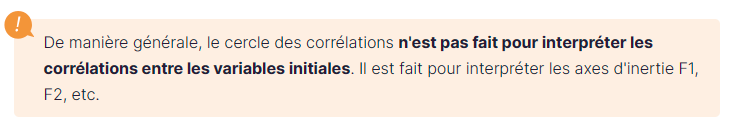 !
De manière générale, le cercle des corrélations n'est pas fait pour interpréter les
corrélations entre les variables initiales. Il est fait pour interpréter les axes d'inertie F1,
F2, etc.